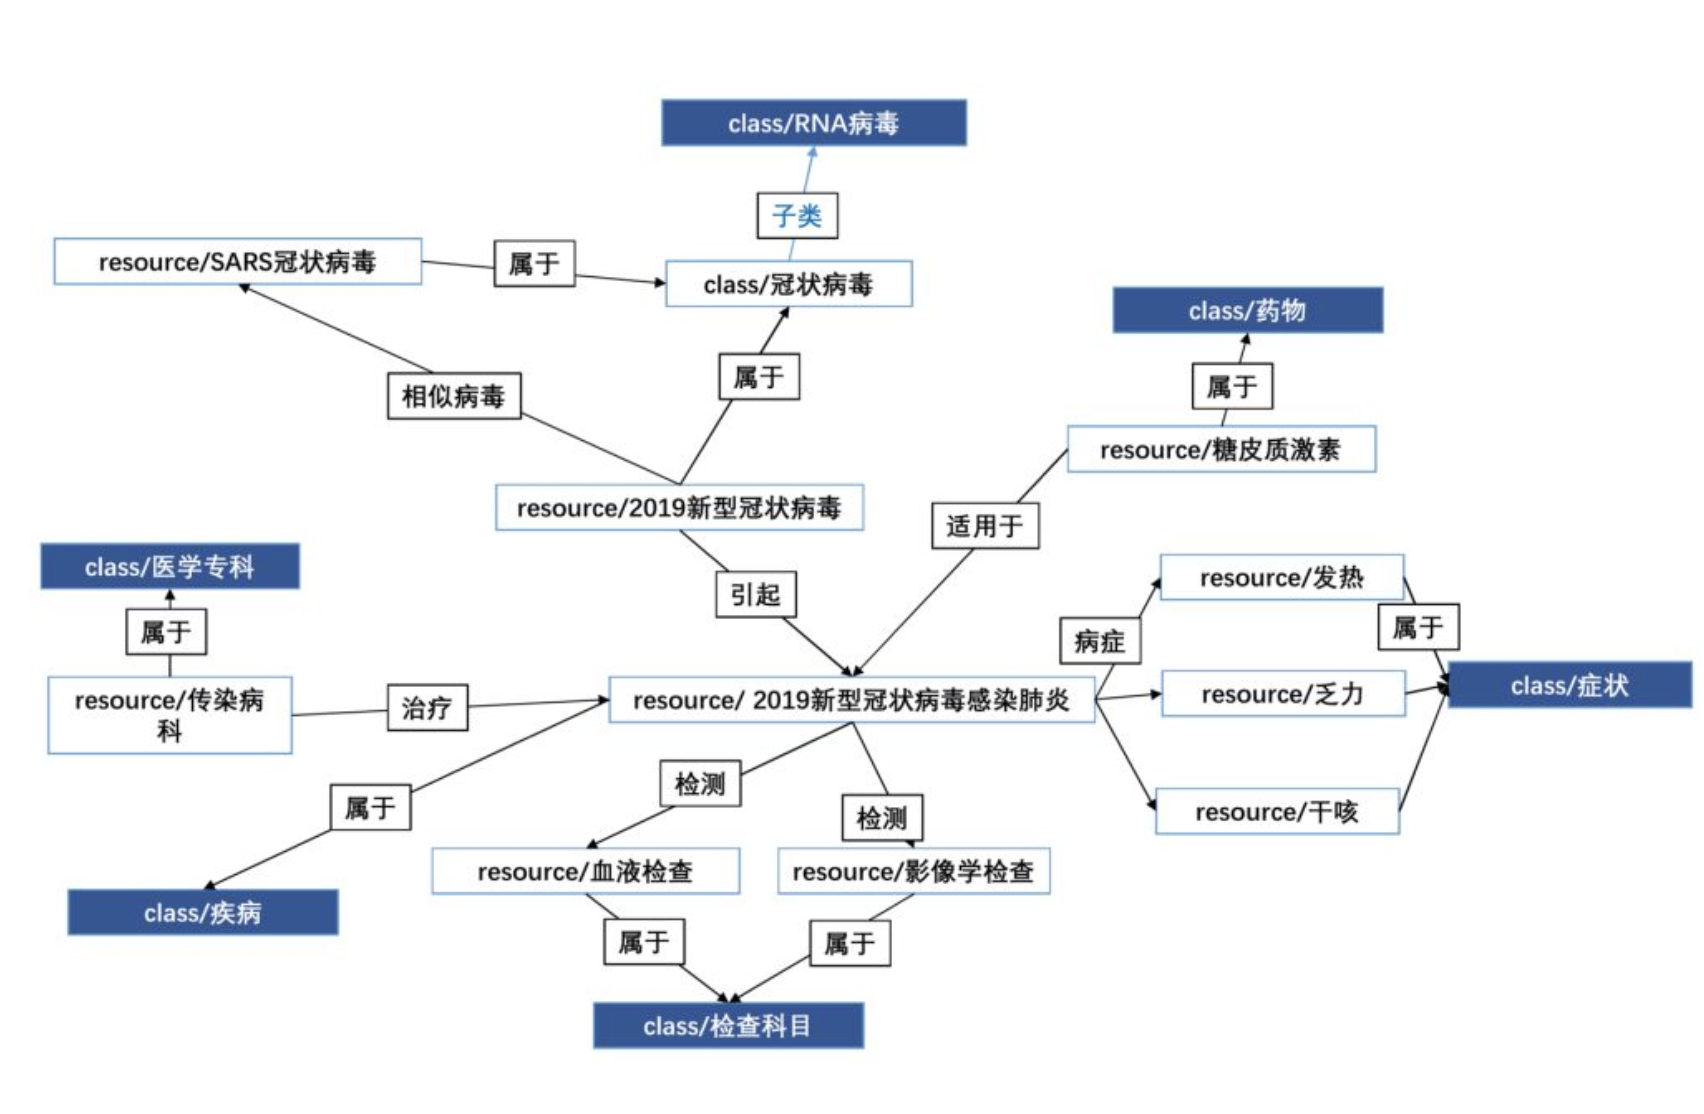 class/RNA病毒
子类
resource/SARS冠状病毒
属于
class/冠状病毒
class/药物
属于
相似病毒
属于
resource/糖皮质激素
resource/2019新型冠状病毒
适用于
class/医学专科
引起
resource/发热
属于
病症
属于
resource/传染病
科
治疗
resource/ 2019新型冠状病毒感染肺炎
resource/乏力
class/症状
属于
检测
检测
resource/干咳
resource/血液检查
resource/影像学检查
class/疾病
属于
属于
class/检查科目